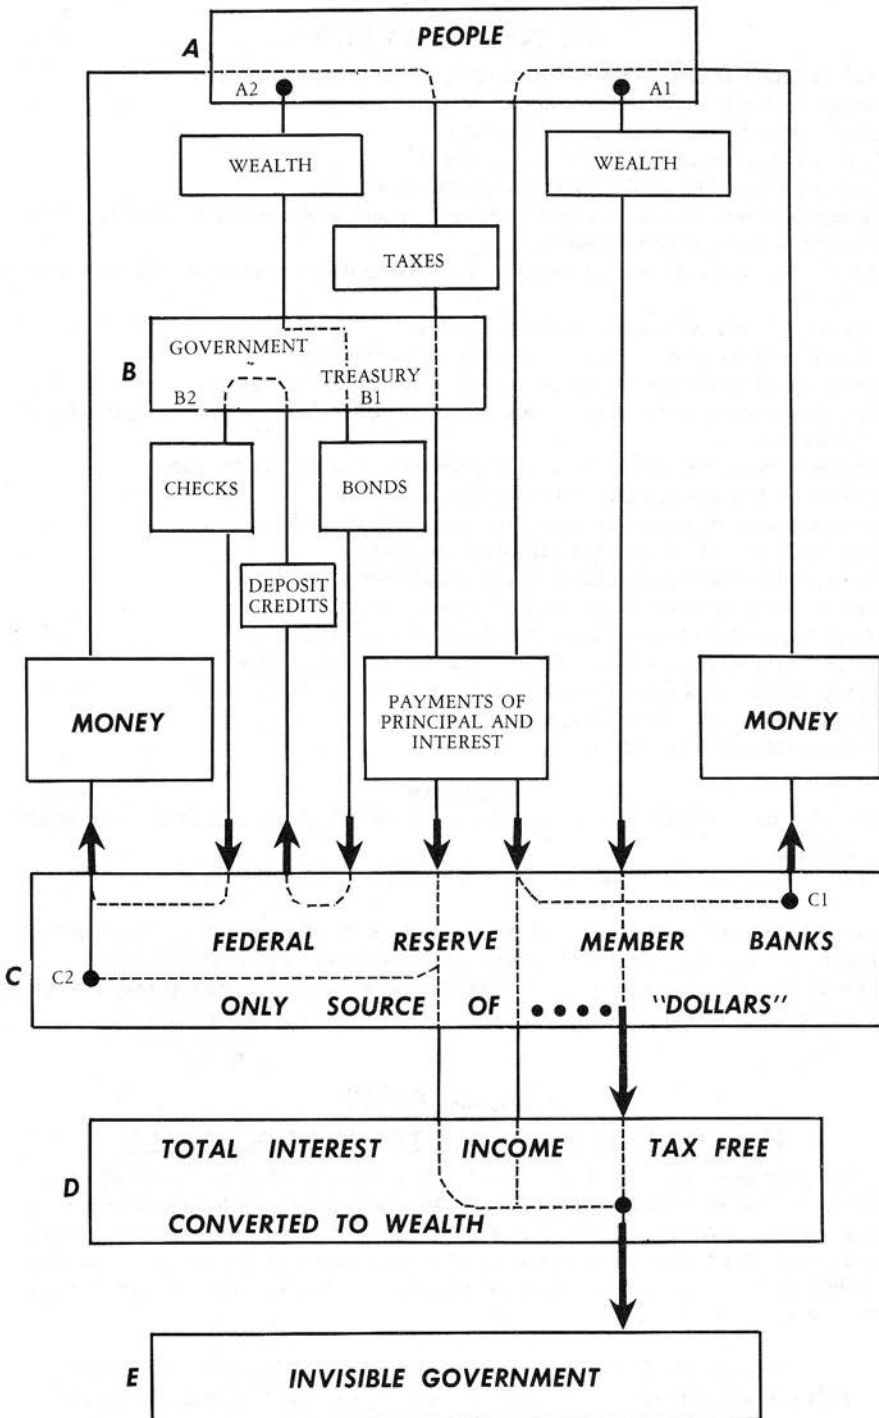 PEOPLE
A
A2
A1
WEALTH
WEALTH
TAXES
GOVERNMENT
B
TREASURY
B2
B1
CHECKS
BONDS
DEPOSIT
CREDITS
MONEY
PAYMENTS OF
PRINCIPAL AND
INTEREST
MONEY
C1
FEDERAL RESERVE MEMBER BANKS
C
C2
ONLY SOURCE OF •••• "DOLLARS"
TOTAL INTEREST INCOME TAX FREE
D
CONVERTED TO WEALTH
E
INVISIBLE GOVERNMENT